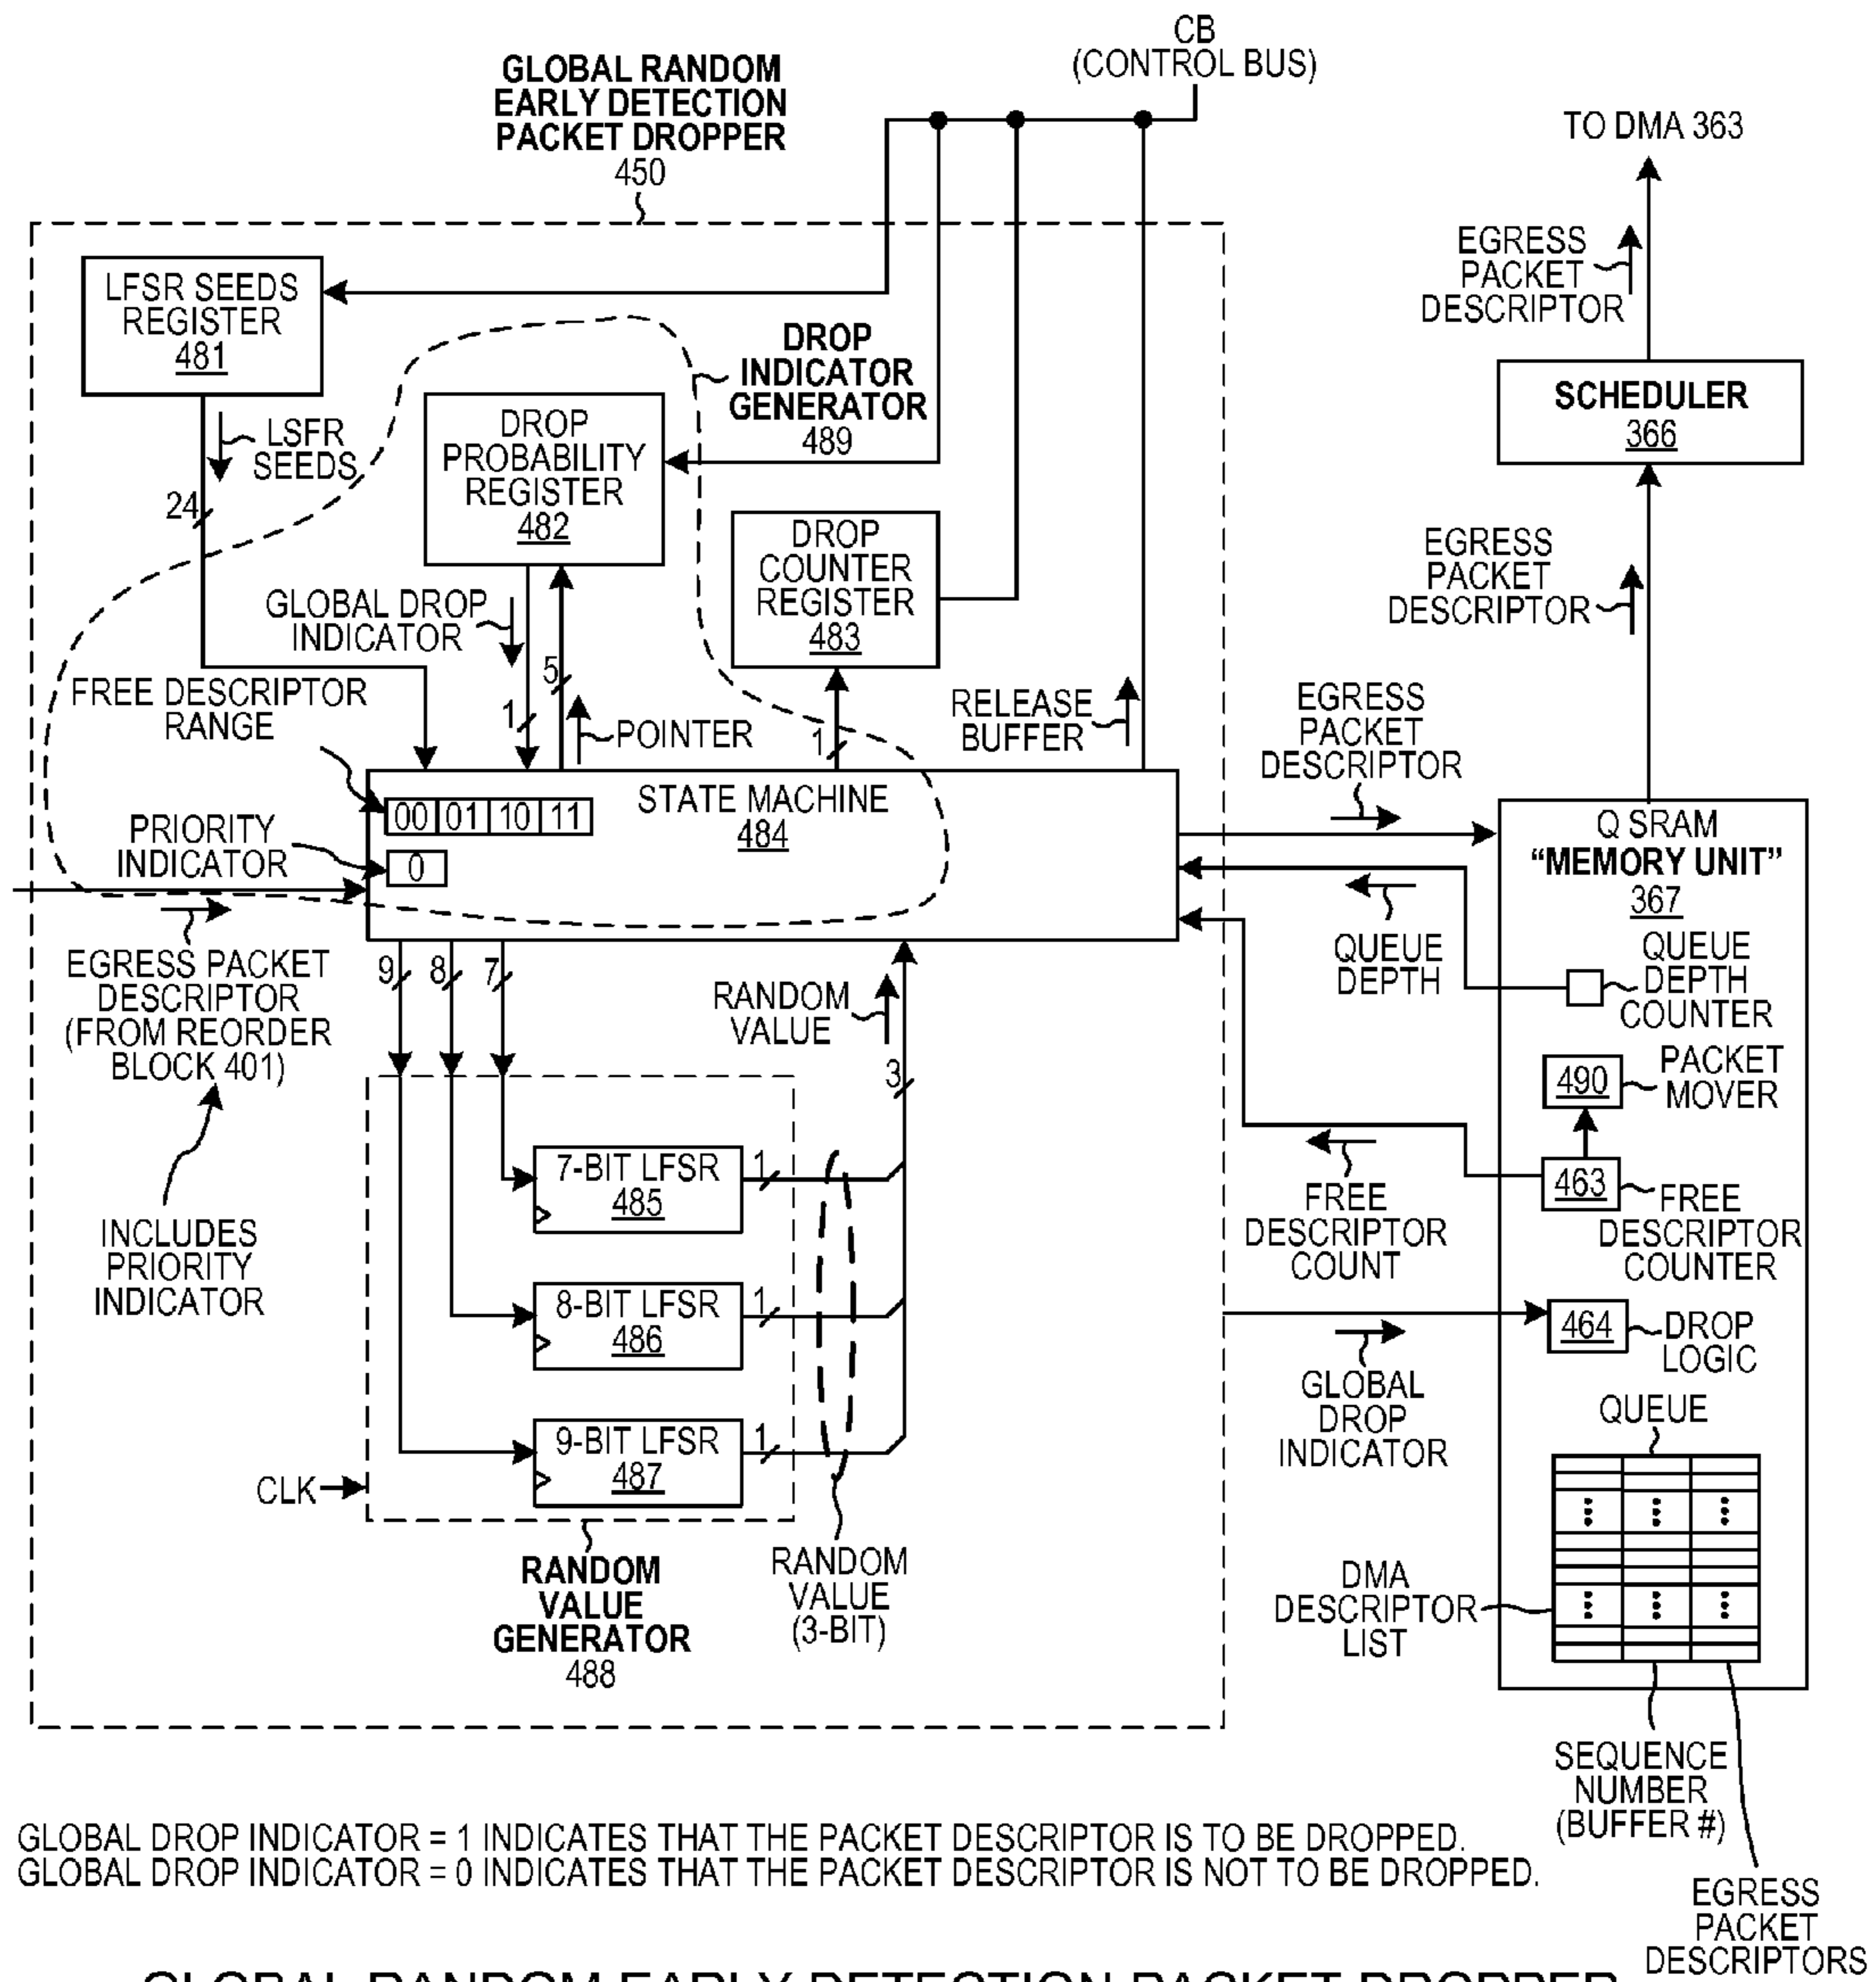 CB
(CONTROL BUS)
GLOBAL RANDOM
EARLY DETECTION
PACKET DROPPER
450
TO DMA 363
LFSR SEEDS
REGISTER
481
EGRESS
PACKET
DESCRIPTOR
DROP
INDICATOR
GENERATOR
489
SCHEDULER
366
LSFR
SEEDS
24
DROP
PROBABILITY
REGISTER
482
DROP
COUNTER
REGISTER
483
EGRESS
PACKET
DESCRIPTOR
GLOBAL DROP
INDICATOR
5
1
POINTER
1
FREE DESCRIPTOR
RANGE
RELEASE
BUFFER
EGRESS
PACKET
DESCRIPTOR
00 01 10 11
STATE MACHINE
484
PRIORITY
INDICATOR
0
Q SRAM
“MEMORY UNIT”
367
EGRESS PACKET
DESCRIPTOR
(FROM REORDER
BLOCK 401)
9 8 7
RANDOM
VALUE
3
QUEUE
DEPTH
QUEUE
DEPTH
COUNTER
490
PACKET
MOVER
INCLUDES
PRIORITY
INDICATOR
7-BIT LFSR
485
1
FREE
DESCRIPTOR
COUNT
463
FREE
DESCRIPTOR
COUNTER
8-BIT LFSR
486
1
464
DROP
LOGIC
GLOBAL
DROP
INDICATOR
9-BIT LFSR
487
1
CLK
QUEUE
RANDOM
VALUE
GENERATOR
488
RANDOM
VALUE
(3-BIT)
DMA
DESCRIPTOR
LIST
SEQUENCE
NUMBER
(BUFFER #)
EGRESS
PACKET
DESCRIPTORS
GLOBAL DROP INDICATOR = 1 INDICATES THAT THE PACKET DESCRIPTOR IS TO BE DROPPED.
GLOBAL DROP INDICATOR = 0 INDICATES THAT THE PACKET DESCRIPTOR IS NOT TO BE DROPPED.
GLOBAL RANDOM EARLY DETECTION PACKET DROPPER